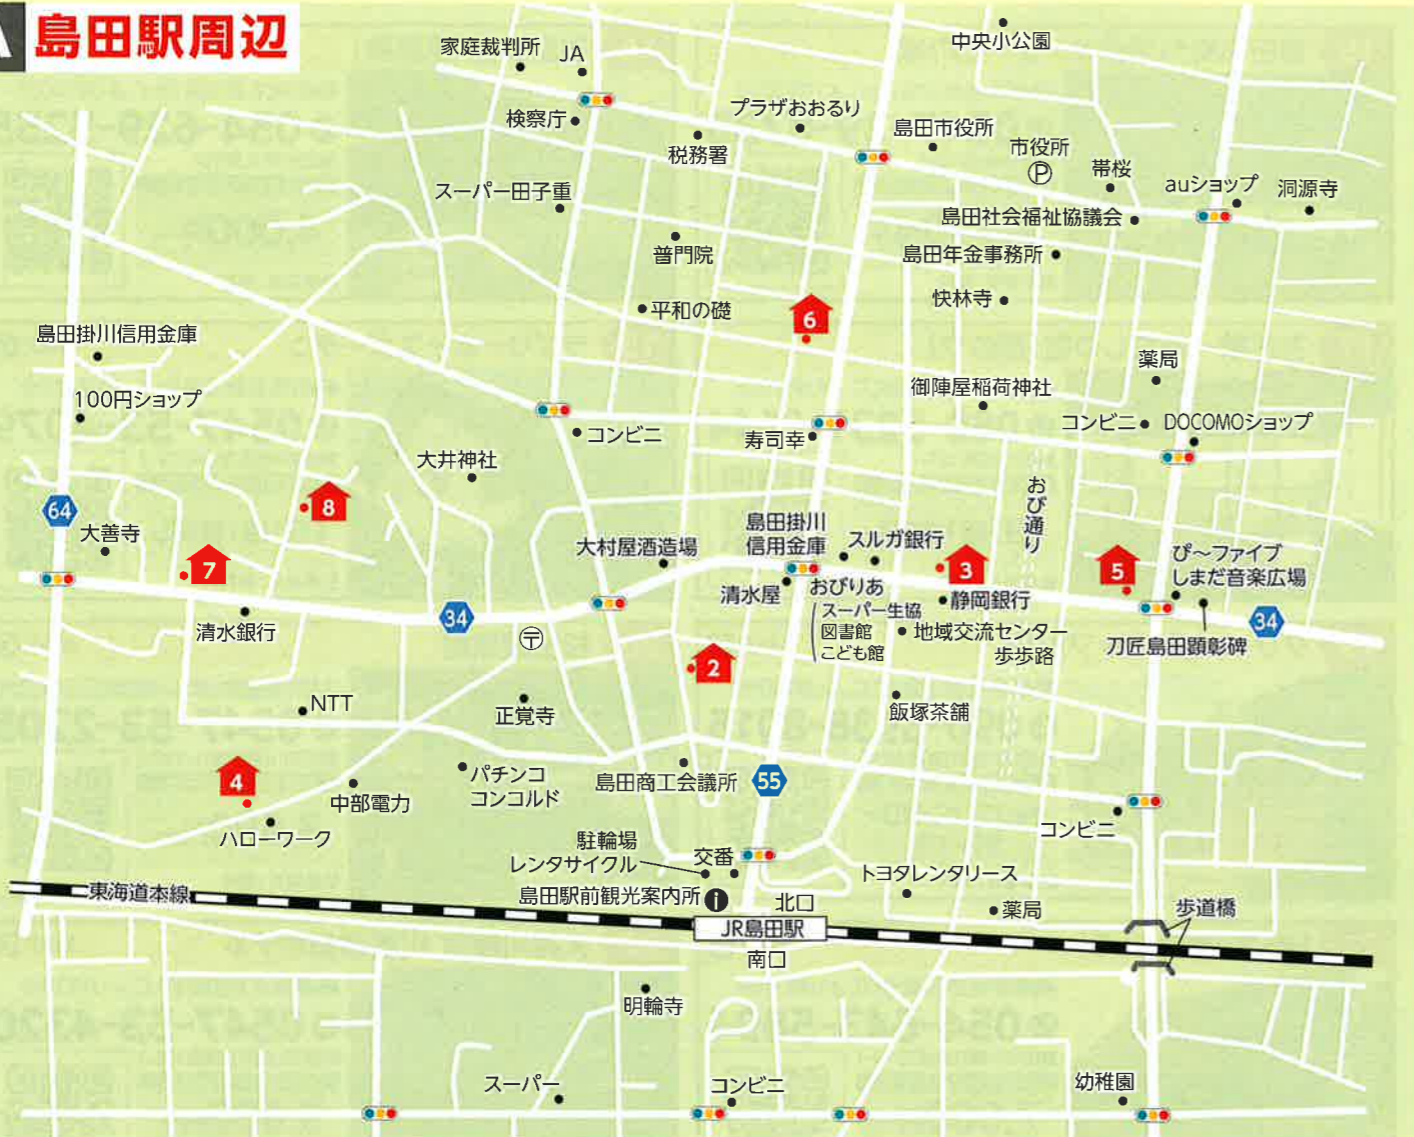 A 島田駅周辺
中央小公園
家庭裁判所
JA
プラザおおるり
検察庁
島田市役所
税務署
市役所
P
帯桜
auショップ
洞源寺
スーパー田子重
島田社会福祉協議会
普門院
島田年金事務所
平和の礎
快林寺
6
島田掛川信用金庫
薬局
100円ショップ
御陣屋稲荷神社
コンビニ
DOCOMOショップ
コンビニ
寿司幸
大井神社
おび通り
8
64
大善寺
島田掛川
信用金庫
スルガ銀行
大村屋酒造場
7
3
5
ぴ〜ファイブ
しまだ音楽広場
清水屋
おびりあ
スーパー生協
図書館
こども館
静岡銀行
34
34
清水銀行
〒
地域交流センター
歩歩路
刀匠島田顕彰碑
2
NTT
正覚寺
飯塚茶舗
4
パチンコ
コンコルド
島田商工会議所
55
中部電力
ハローワーク
コンビニ
駐輪場
レンタサイクル
交番
トヨタレンタリース
島田駅前観光案内所
i
北口
薬局
歩道橋
東海道本線
JR島田駅
南口
明輪寺
スーパー
コンビニ
幼稚園